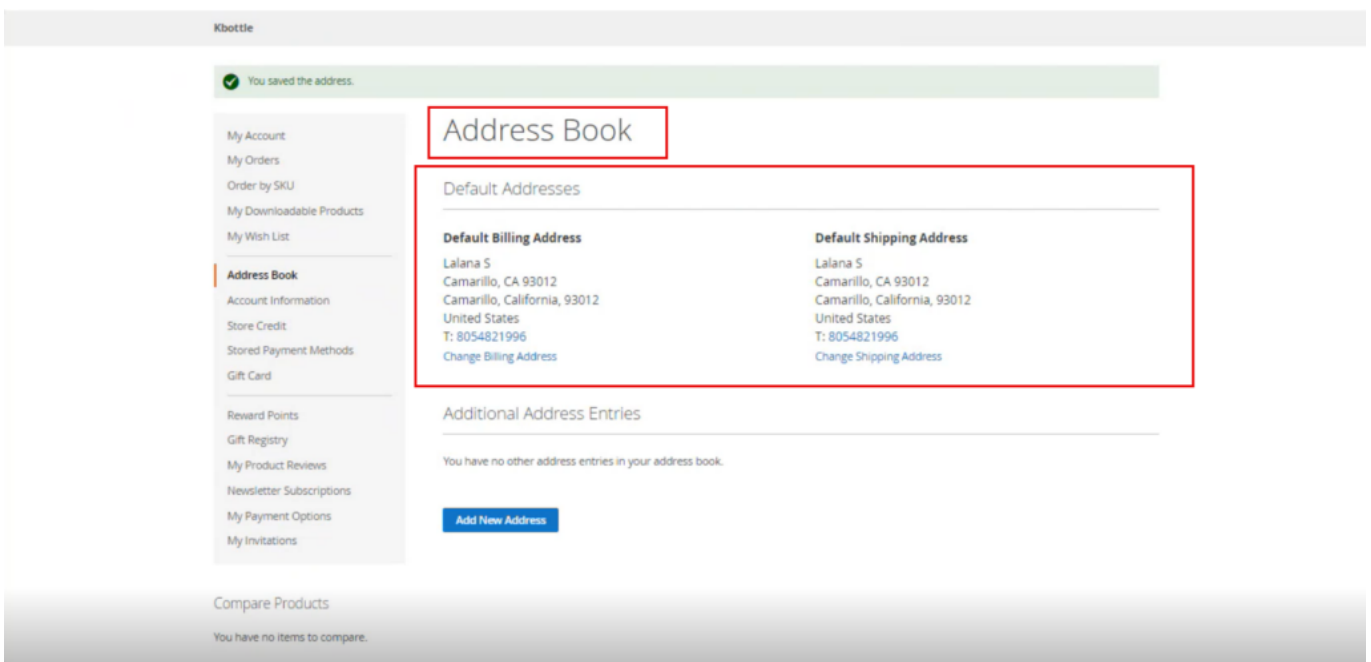 Kbottle
You saved the address.
My Account
My Orders
Order by SKU
My Downloadable Products
My Wish List
Address Book
Account Information
Store Credit
Stored Payment Methods
Gift Card
Reward Points
Gift Registry
My Product Reviews
Newsletter Subscriptions
My Payment Options
My Invitations
Compare Products
You have no items to compare.
Address Book
Default Addresses
Default Billing Address
Lalana S
Camarillo, CA 93012
Camarillo, California, 93012
United States
T: 8054821996
Change Billing Address
Default Shipping Address
Lalana S
Camarillo, CA 93012
Camarillo, California, 93012
United States
T: 8054821996
Change Shipping Address
Additional Address Entries
You have no other address entries in your address book.
Add New Address